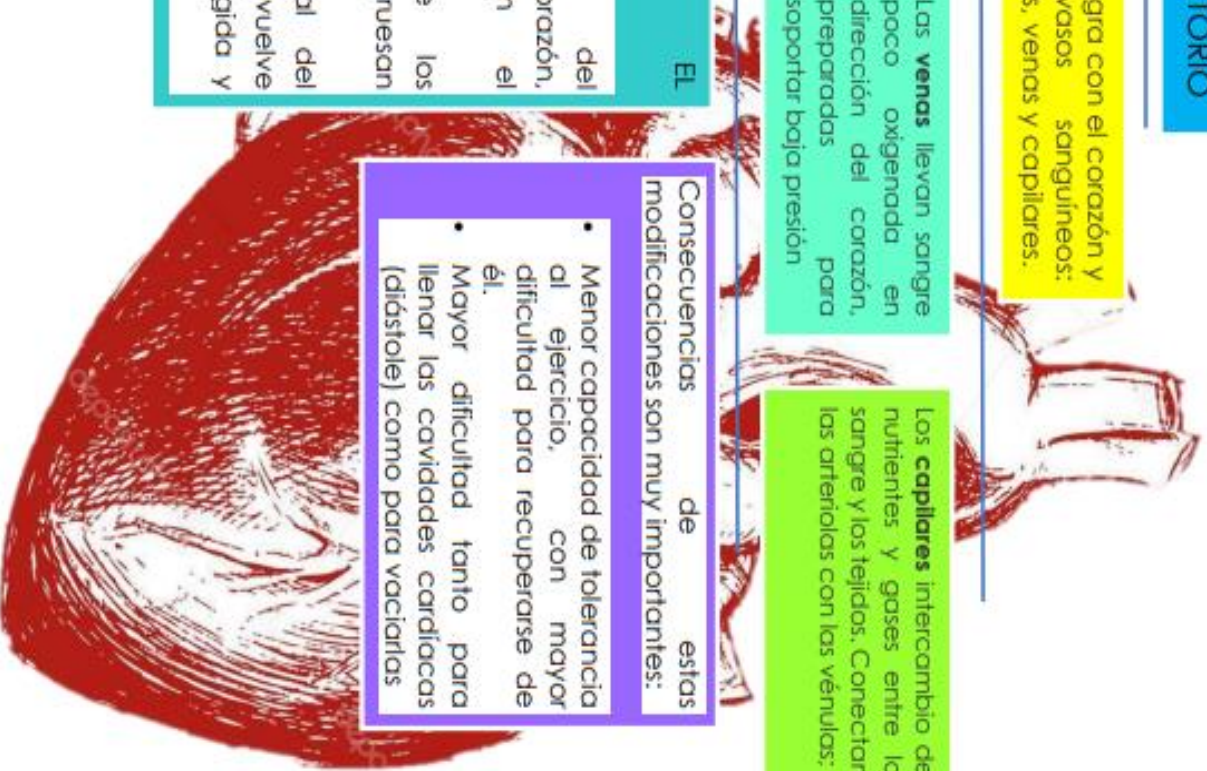 TORIO
gra con el corazón y
vasos sanguíneos:
s, venas y capilares.
Las venas llevan sangre
poco oxigenada en
dirección del corazón,
preparadas para
soportar baja presión
Los capilares intercambio de
nutrientes y gases entre la
sangre y los tejidos. Conectan
las arteriolas con las vénulas;
EL
del
orazón,
n el
e los
ruesan
al del
vuelve
gida y
Consecuencias de estas
modificaciones son muy importantes:
• Menor capacidad de tolerancia
al ejercicio, con mayor
dificultad para recuperarse de
él.
• Mayor dificultad tanto para
llenar las cavidades cardíacas
(diástole) como para vaciarlas